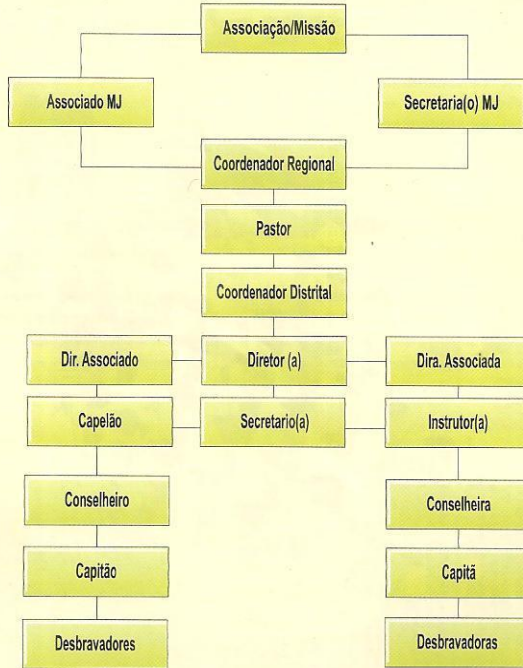 Associação/Missão
Associado MJ
Secretaria(o) MJ
Coordenador Regional
Pastor
Coordenador Distrital
Dir. Associado
Diretor (a)
Dira. Associada
Capelão
Secretario(a)
Instrutor(a)
Conselheiro
Conselheira
Capitão
Capitã
Desbravadores
Desbravadoras